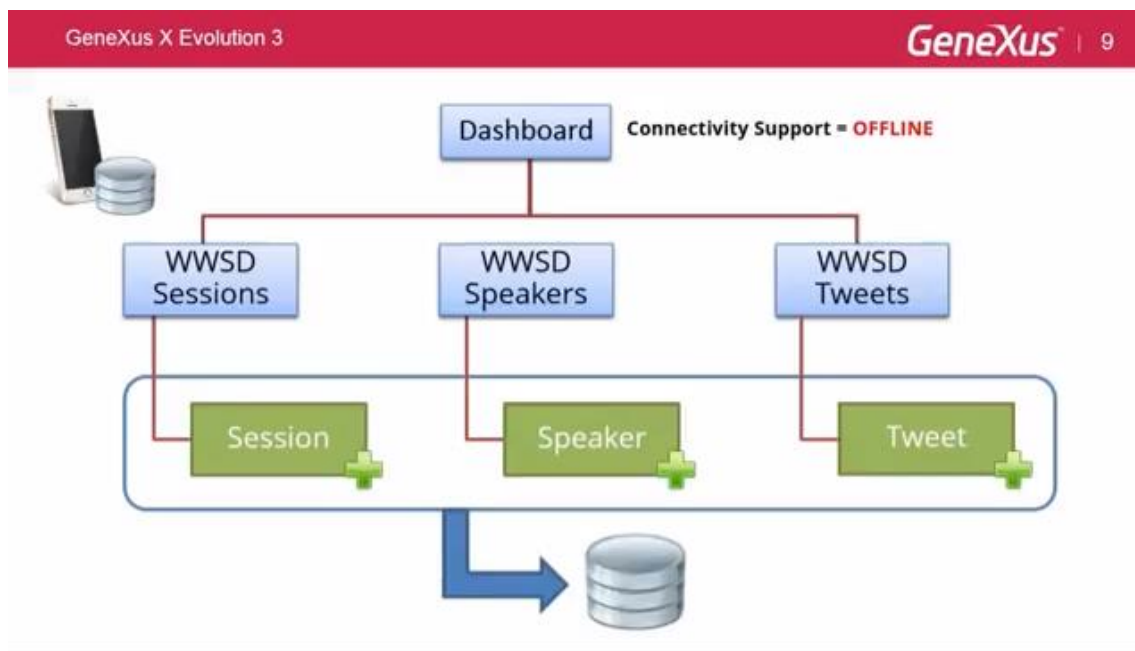 GeneXus X Evolution 3
GeneXus | 9
Dashboard
Connectivity Support = OFFLINE
WWSD
Sessions
WWSD
Speakers
WWSD
Tweets
Session
Speaker
Tweet